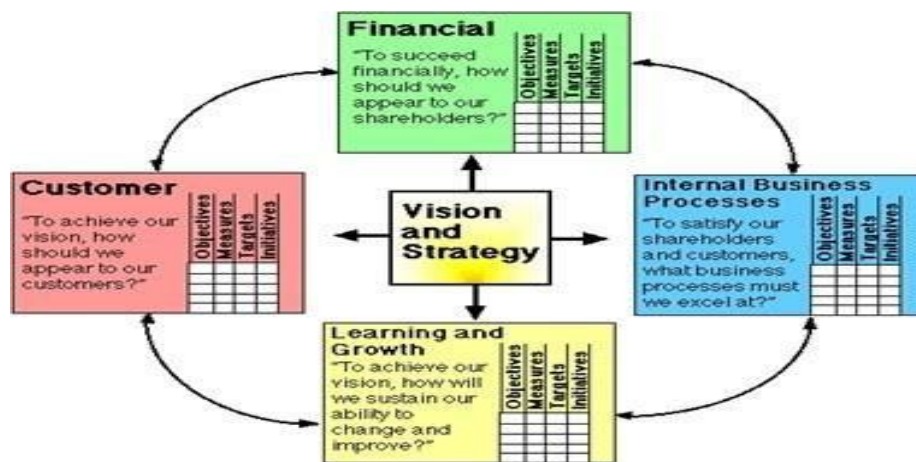 Financial
"To succeed
financially, how
should we
appear to our
shareholders?"
Objectives
Measures
Targets
Initiatives
Customer
"To achieve our
vision, how
should we
appear to our
customers?"
Objectives
Measures
Targets
Initiatives
Vision
and
Strategy
Internal Business
Processes
"To satisfy our
shareholders
and customers,
what business
processes must
we excel at?"
Objectives
Measures
Targets
Initiatives
Learning and
Growth
"To achieve our
vision, how will
we sustain our
ability to
change and
improve?"
Objectives
Measures
Targets
Initiatives